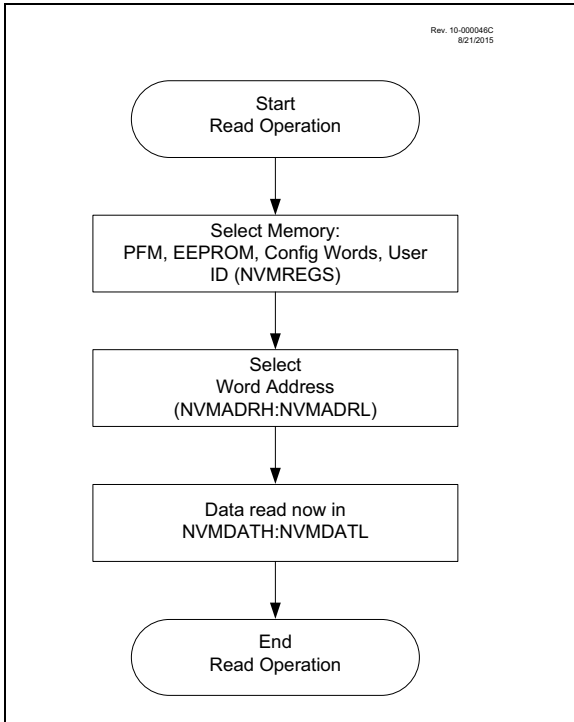 Rev. 10-000046C
8/21/2015
Start
Read Operation
Select Memory:
PFM, EEPROM, Config Words, User
ID (NVMREGS)
Select
Word Address
(NVMADRH:NVMADRL)
Data read now in
NVMDATH:NVMDATL
End
Read Operation